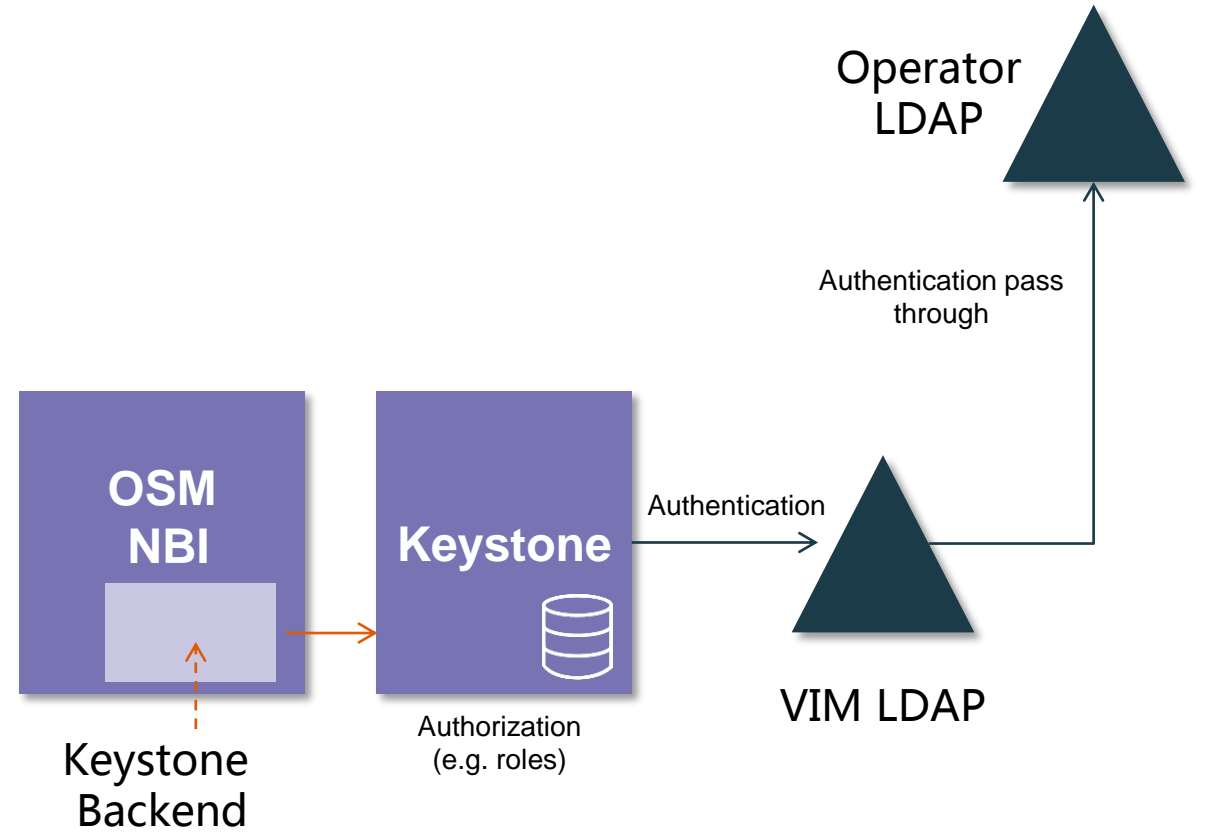 Operator
LDAP
Authentication pass
through
OSM
NBI
Keystone
Authentication
VIM LDAP
Authorization
(e.g. roles)
Keystone
Backend